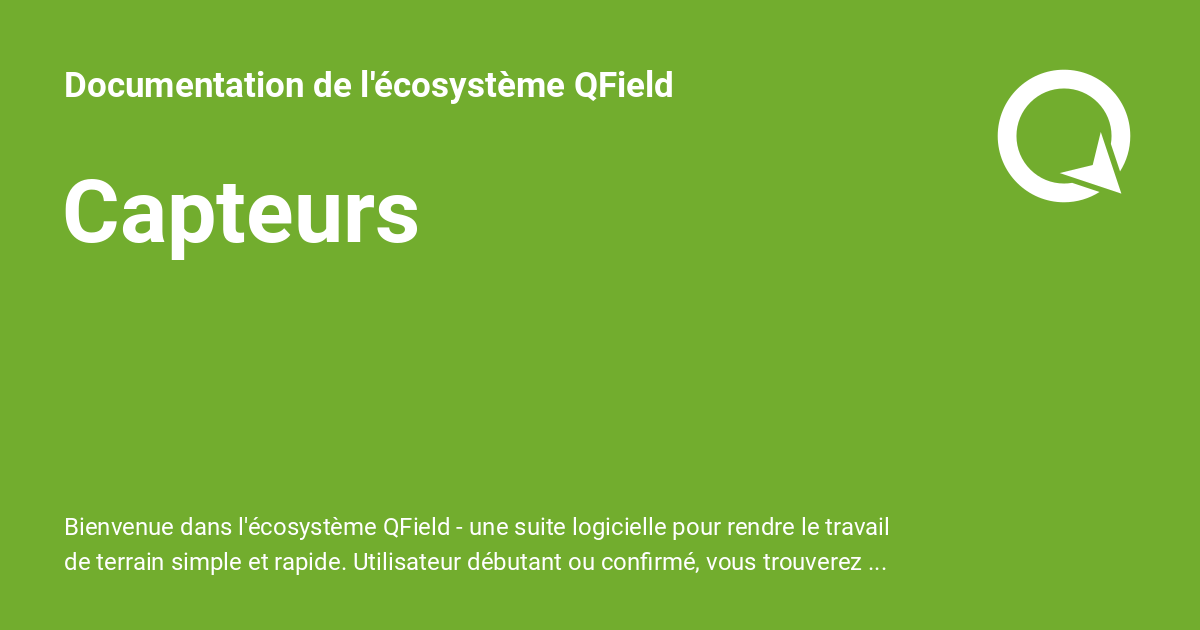 Documentation de l'écosystème QField
Capteurs
Bienvenue dans l'écosystème QField - une suite logicielle pour rendre le travail
de terrain simple et rapide. Utilisateur débutant ou confirmé, vous trouverez ...